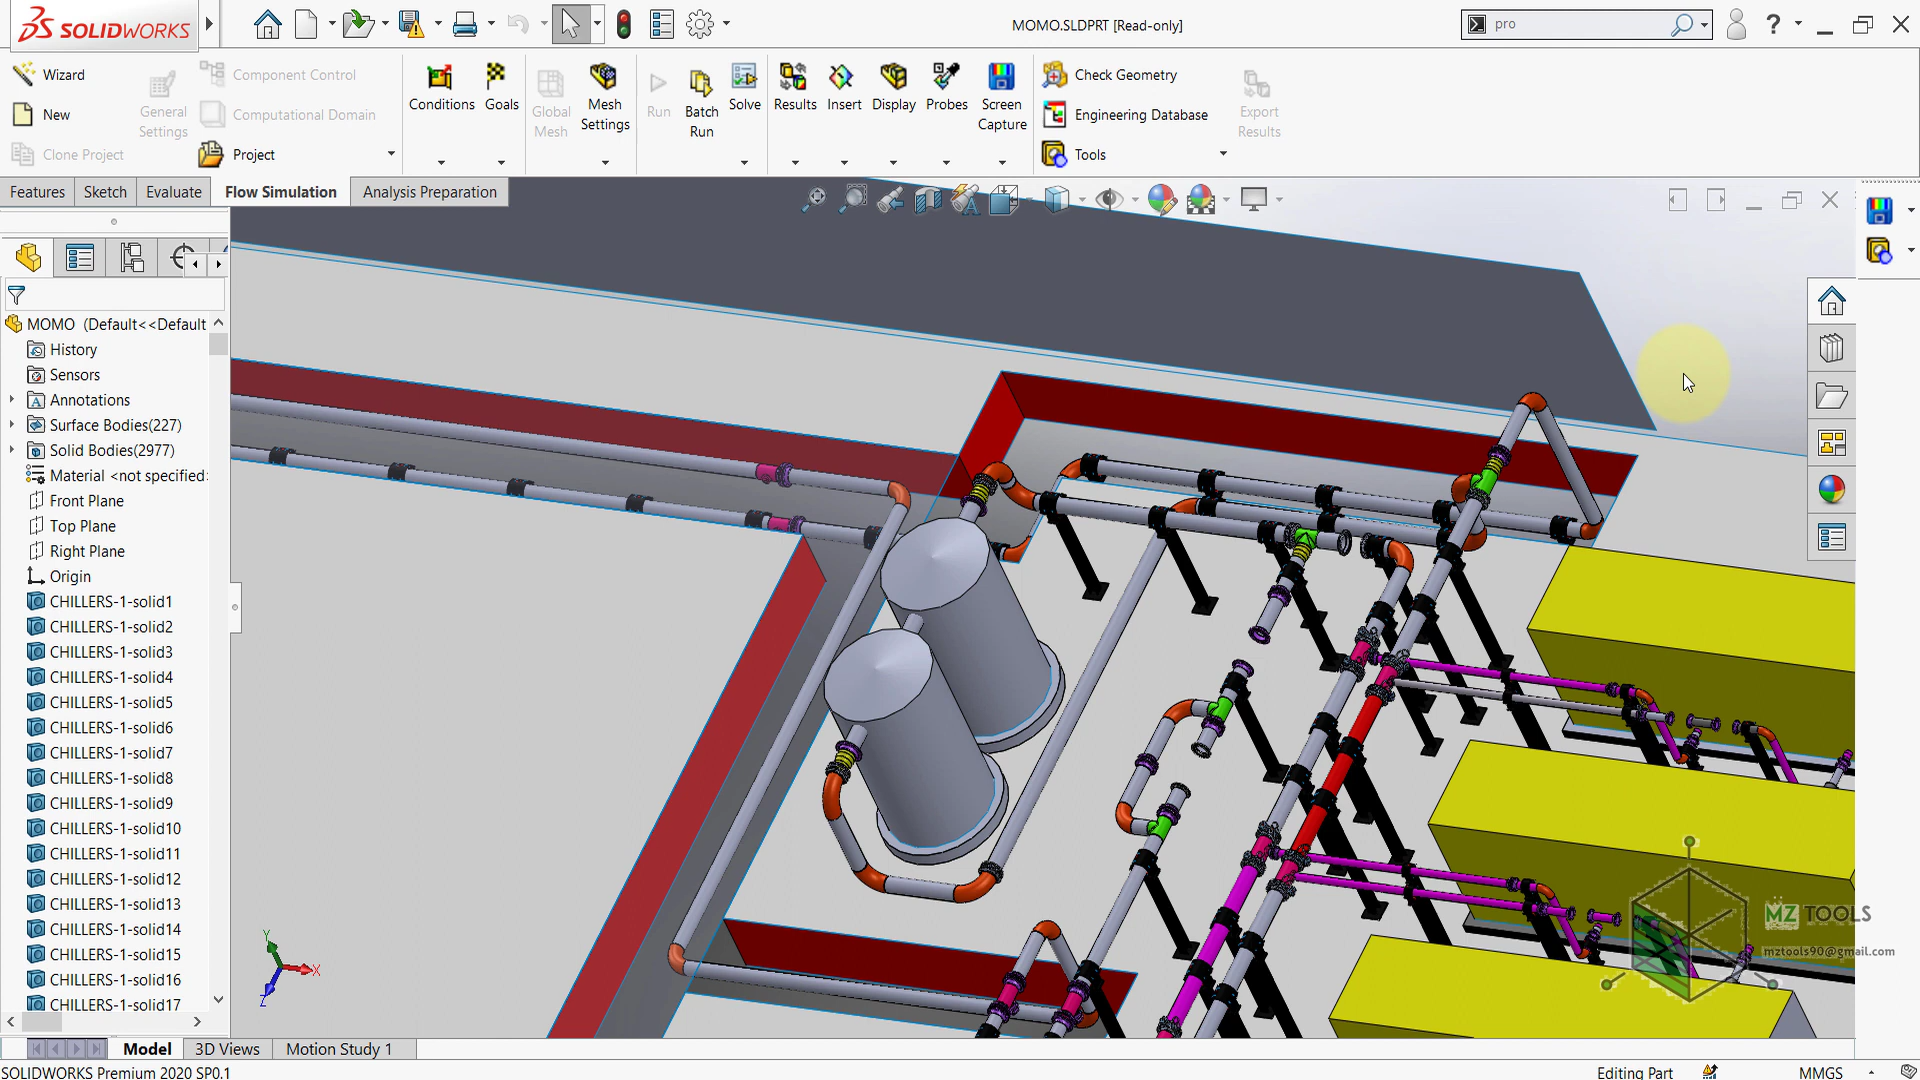 SOLIDWORKS
MOMO.SLDPRT [Read-only]
pro
Wizard
New
Clone Project
General Settings
Component Control
Computational Domain
Project
Conditions
Goals
Global Mesh
Mesh Settings
Run
Batch Run
Solve
Results
Insert
Display
Probes
Screen Capture
Check Geometry
Engineering Database
Tools
Export Results
Features
Sketch
Evaluate
Flow Simulation
Analysis Preparation
MOMO (Default<<Default
History
Sensors
Annotations
Surface Bodies(227)
Solid Bodies(2977)
Material <not specified>
Front Plane
Top Plane
Right Plane
Origin
CHILLERS-1-solid1
CHILLERS-1-solid2
CHILLERS-1-solid3
CHILLERS-1-solid4
CHILLERS-1-solid5
CHILLERS-1-solid6
CHILLERS-1-solid7
CHILLERS-1-solid8
CHILLERS-1-solid9
CHILLERS-1-solid10
CHILLERS-1-solid11
CHILLERS-1-solid12
CHILLERS-1-solid13
CHILLERS-1-solid14
CHILLERS-1-solid15
CHILLERS-1-solid16
CHILLERS-1-solid17
Y
X
Z
MZ TOOLS
mztools90@gmail.com
Model
3D Views
Motion Study 1
SOLIDWORKS Premium 2020 SP0.1
Editing Part
MMGS